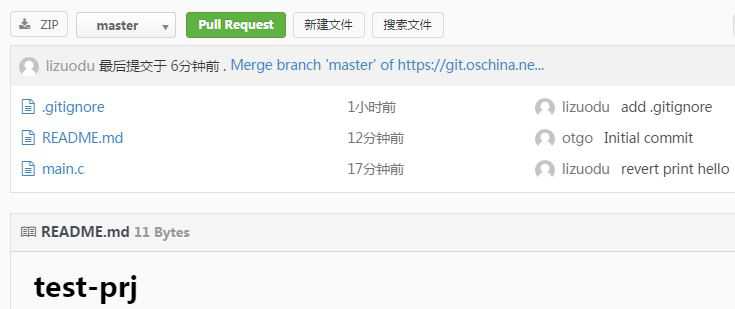 ZIP master Pull Request 新建文件 搜索文件
lizuodu 最后提交于 6分钟前 . Merge branch 'master' of https://git.oschina.ne...
.gitignore 1小时前 lizuodu add .gitignore
README.md 12分钟前 otgo Initial commit
main.c 17分钟前 lizuodu revert print hello
README.md 11 Bytes
test-prj